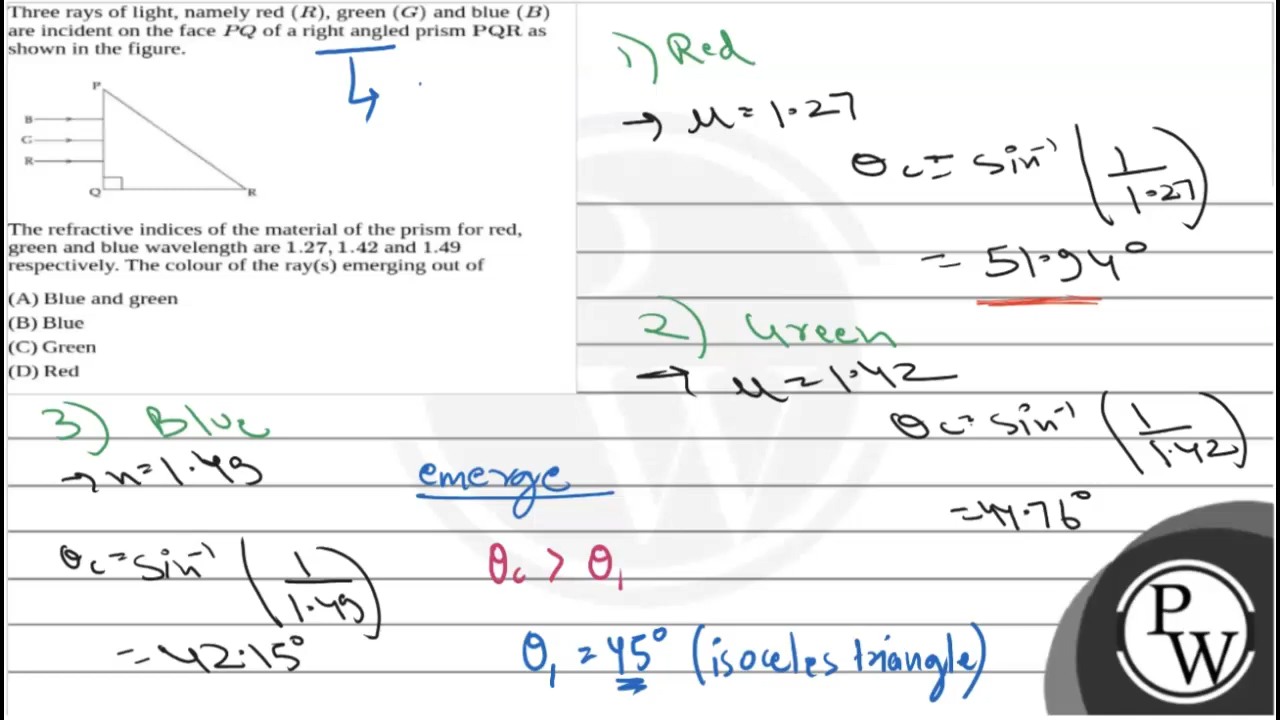 Three rays of light, namely red (R), green (G) and blue (B)
are incident on the face PQ of a right angled prism PQR as
shown in the figure.
P
B
G
R
Q
R
The refractive indices of the material of the prism for red,
green and blue wavelength are 1.27, 1.42 and 1.49
respectively. The colour of the ray(s) emerging out of
(A) Blue and green
(B) Blue
(C) Green
(D) Red
1) Red
→ μ = 1.27
θc = sin⁻¹ (1/1.27)
= 51.94°
2) Green
→ μ = 1.42
θc = sin⁻¹ (1/1.42)
= 44.76°
3) Blue
→ n = 1.49
θc = sin⁻¹ (1/1.49)
= 42.15°
emerge
θc > θ1
θ1 = 45° (isoceles triangle)
PW